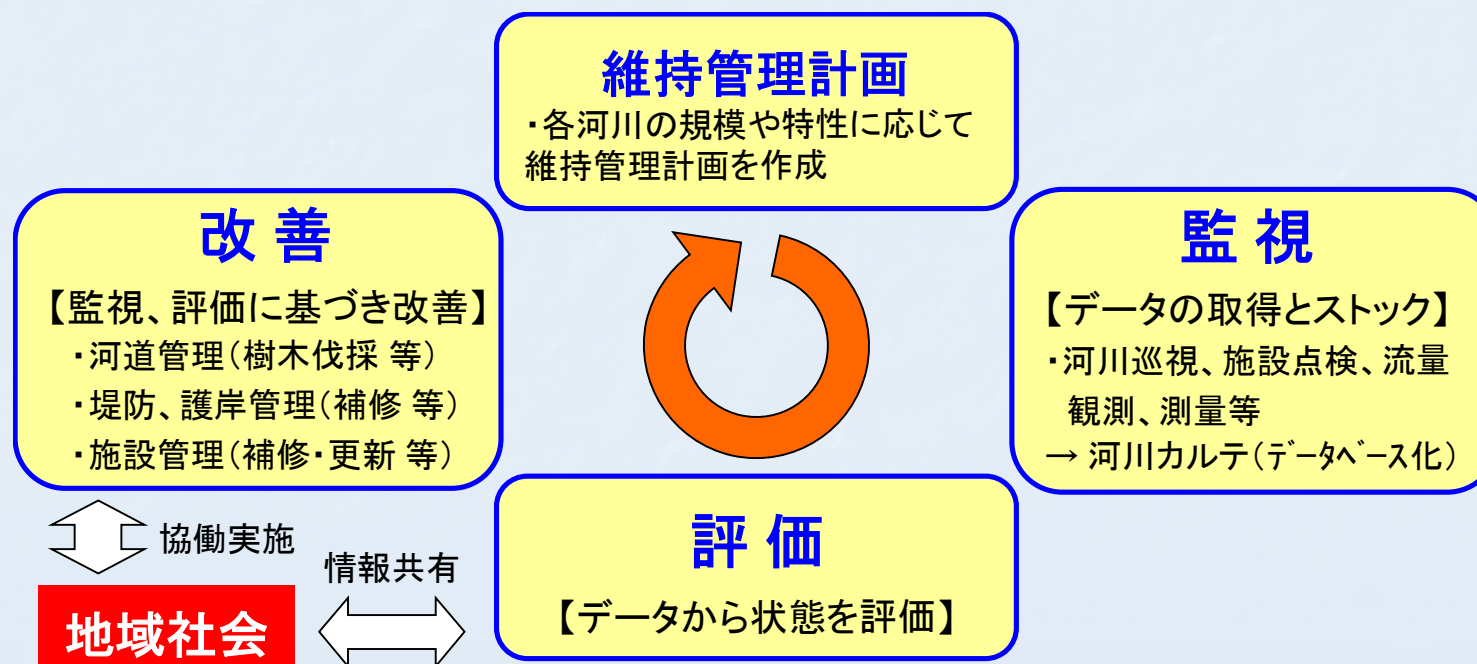 維持管理計画
・各河川の規模や特性に応じて
維持管理計画を作成
改 善
【監視、評価に基づき改善】
・河道管理（樹木伐採 等）
・堤防、護岸管理（補修 等）
・施設管理（補修・更新 等）
監 視
【データの取得とストック】
・河川巡視、施設点検、流量
観測、測量等
→ 河川カルテ（ﾃﾞｰﾀﾍﾞｰｽ化）
協働実施
情報共有
地域社会
評 価
【データから状態を評価】